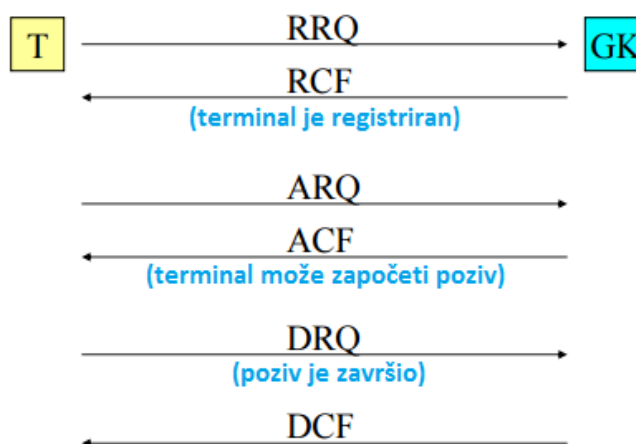 T
RRQ
GK
RCF
(terminal je registriran)
ARQ
ACF
(terminal može započeti poziv)
DRQ
(poziv je završio)
DCF